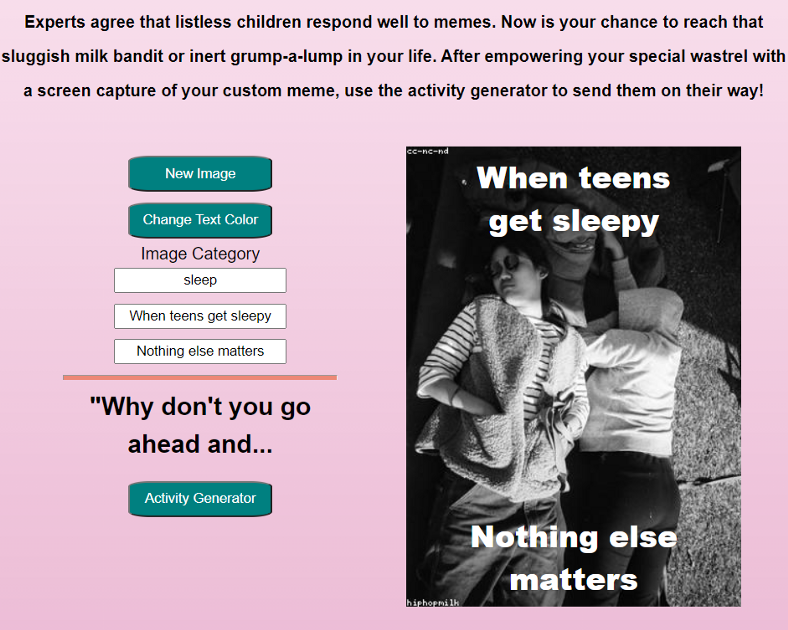 Experts agree that listless children respond well to memes. Now is your chance to reach that
sluggish milk bandit or inert grump-a-lump in your life. After empowering your special wastrel with
a screen capture of your custom meme, use the activity generator to send them on their way!
New Image
Change Text Color
Image Category
sleep
When teens get sleepy
Nothing else matters
"Why don't you go
ahead and...
Activity Generator
cc-nc-nd
When teens
get sleepy
Nothing else
matters
hiphopmilk